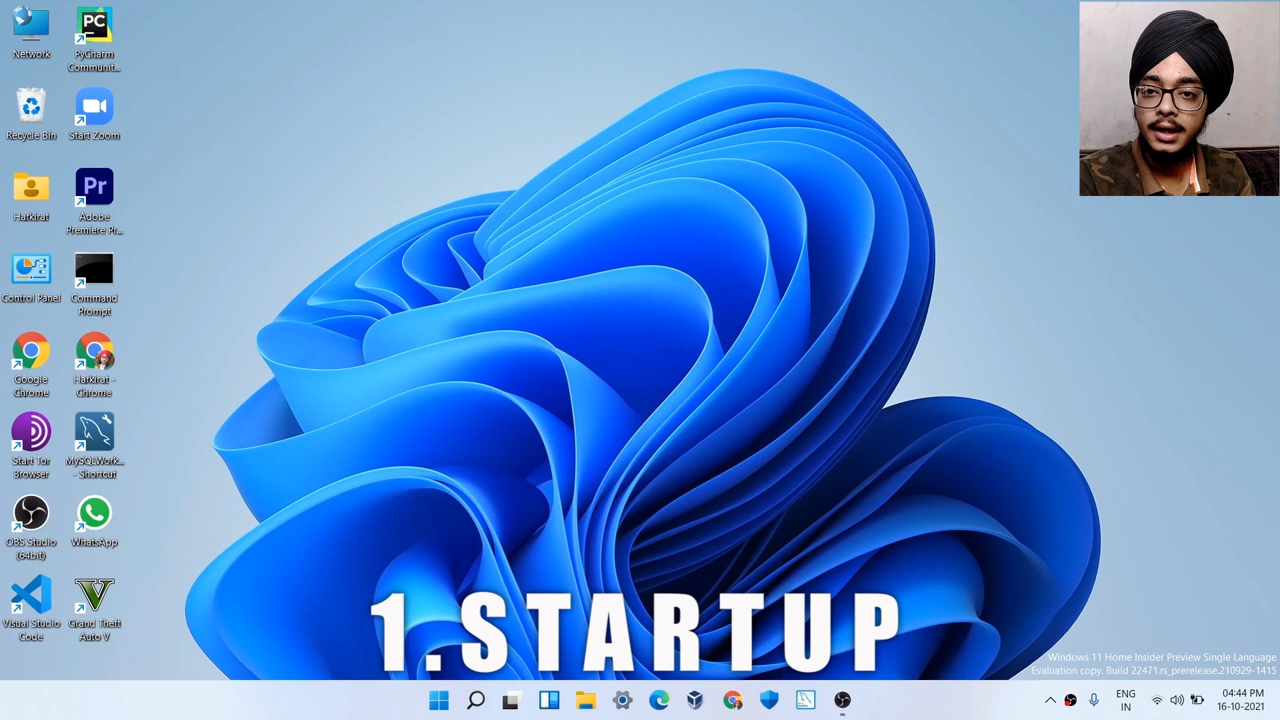 Network
PC
PyCharm
Communit...
Recycle Bin
Start Zoom
Harkirat
Pr
Adobe
Premiere Pr...
Control Panel
Command
Prompt
Google
Chrome
Harkirat -
Chrome
Start Tor
Browser
MySQLWork...
- Shortcut
OBS Studio
(64bit)
WhatsApp
Visual Studio
Code
V
Grand Theft
Auto V
1.STARTUP
Windows 11 Home Insider Preview Single Language
Evaluation copy. Build 22471.rs_prerelease.210929-1415
ENG
IN
04:44 PM
16-10-2021